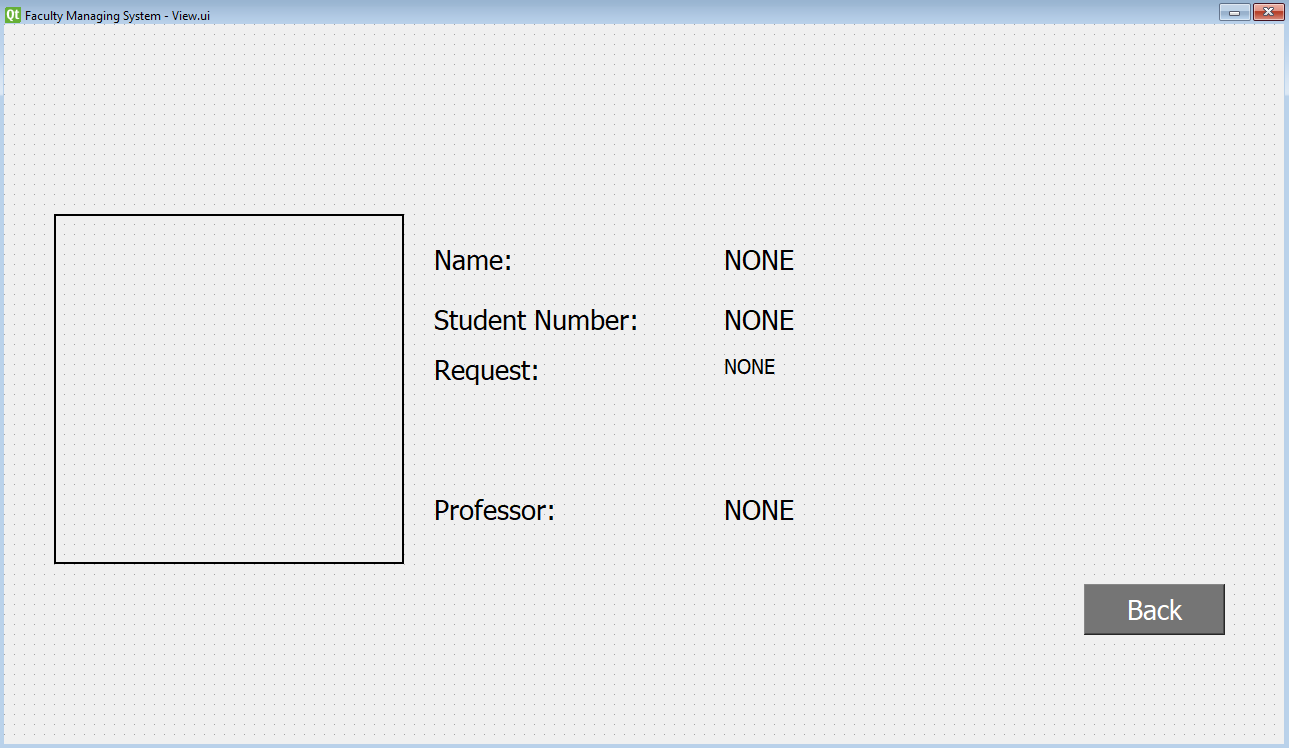 Qt Faculty Managing System - View.ui
Name: NONE
Student Number: NONE
Request: NONE
Professor: NONE
Back